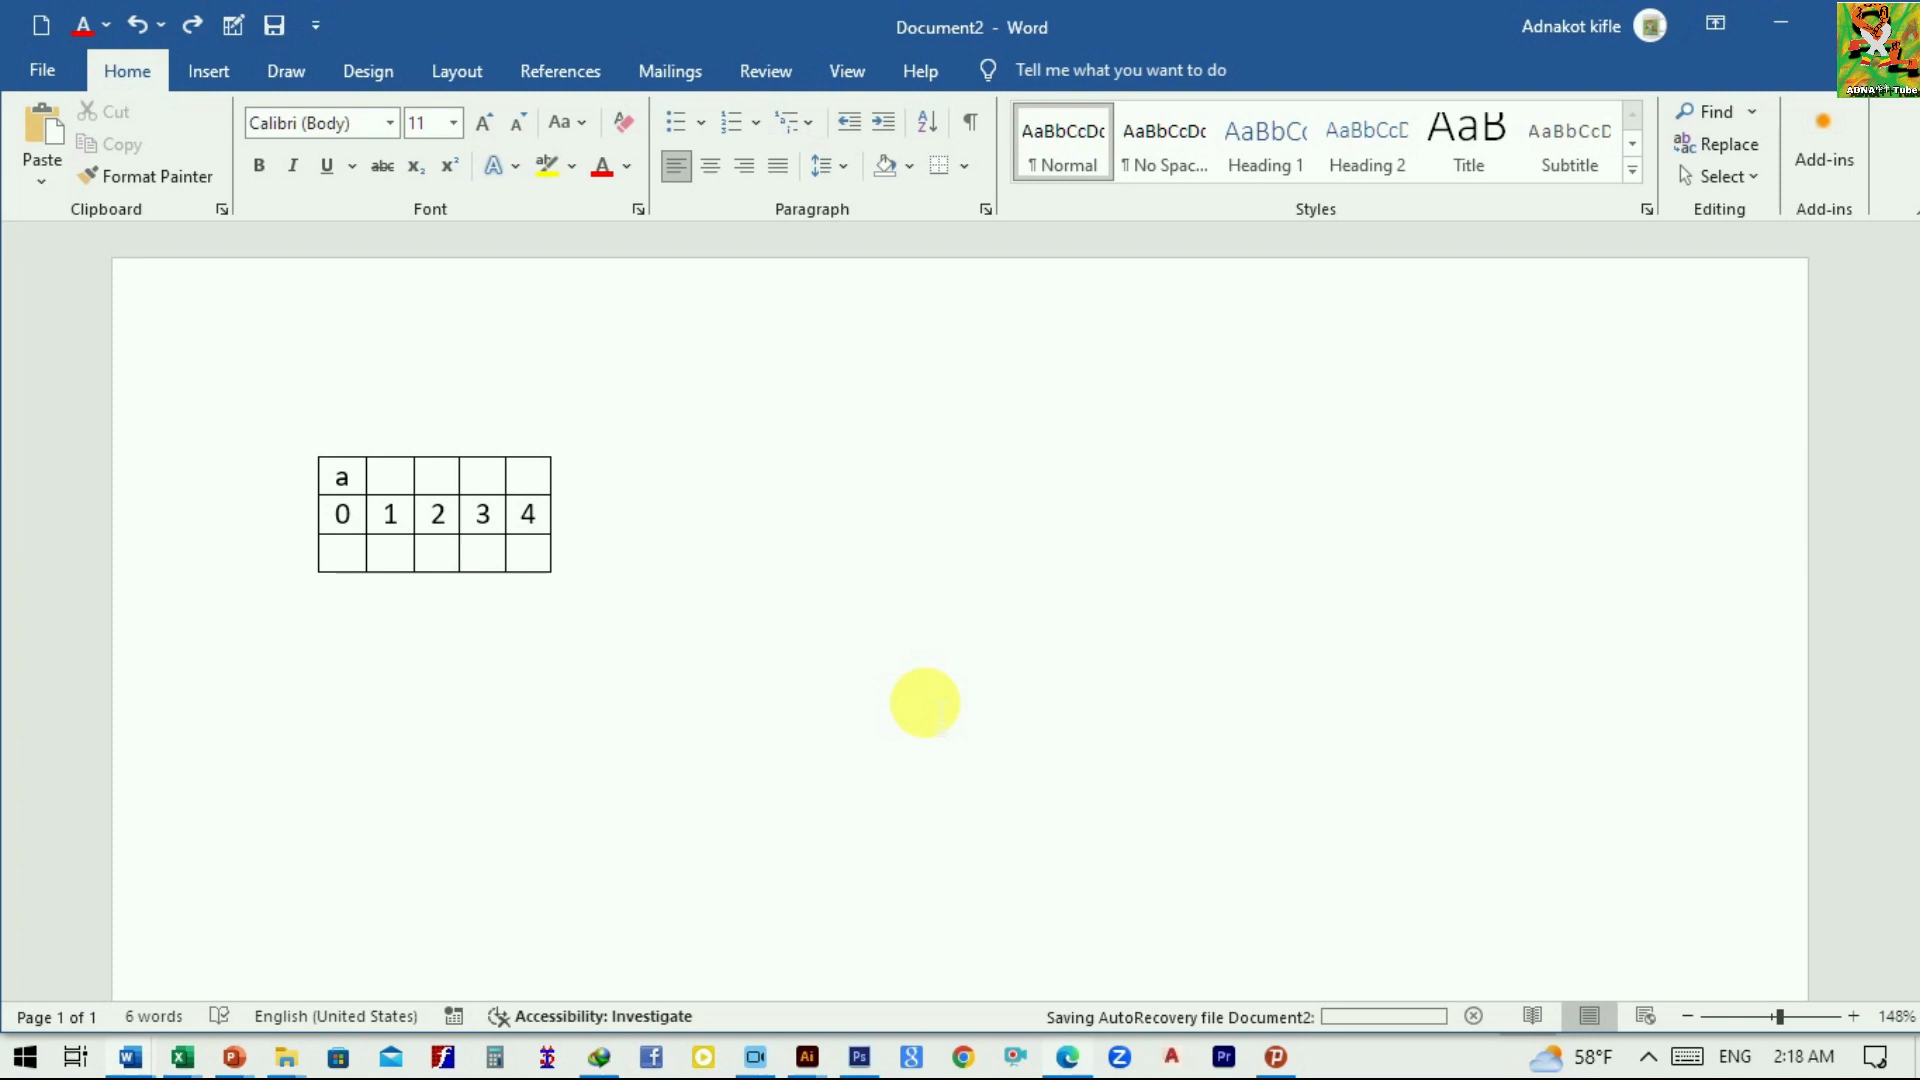 Document2 - Word
Adnakot kifle
File Home Insert Draw Design Layout References Mailings Review View Help Tell me what you want to do
ADNA Tube
Paste
Cut
Copy
Format Painter
Clipboard
Calibri (Body) 11
Font
Paragraph
AaBbCcDc AaBbCcDc AaBbCc AaBbCcD AaB AaBbCcD
¶ Normal ¶ No Spac... Heading 1 Heading 2 Title Subtitle
Styles
Find
Replace
Select
Editing
Add-ins
Add-ins
a
0 1 2 3 4
Page 1 of 1 6 words English (United States) Accessibility: Investigate Saving AutoRecovery file Document2: 148%
58°F ENG 2:18 AM